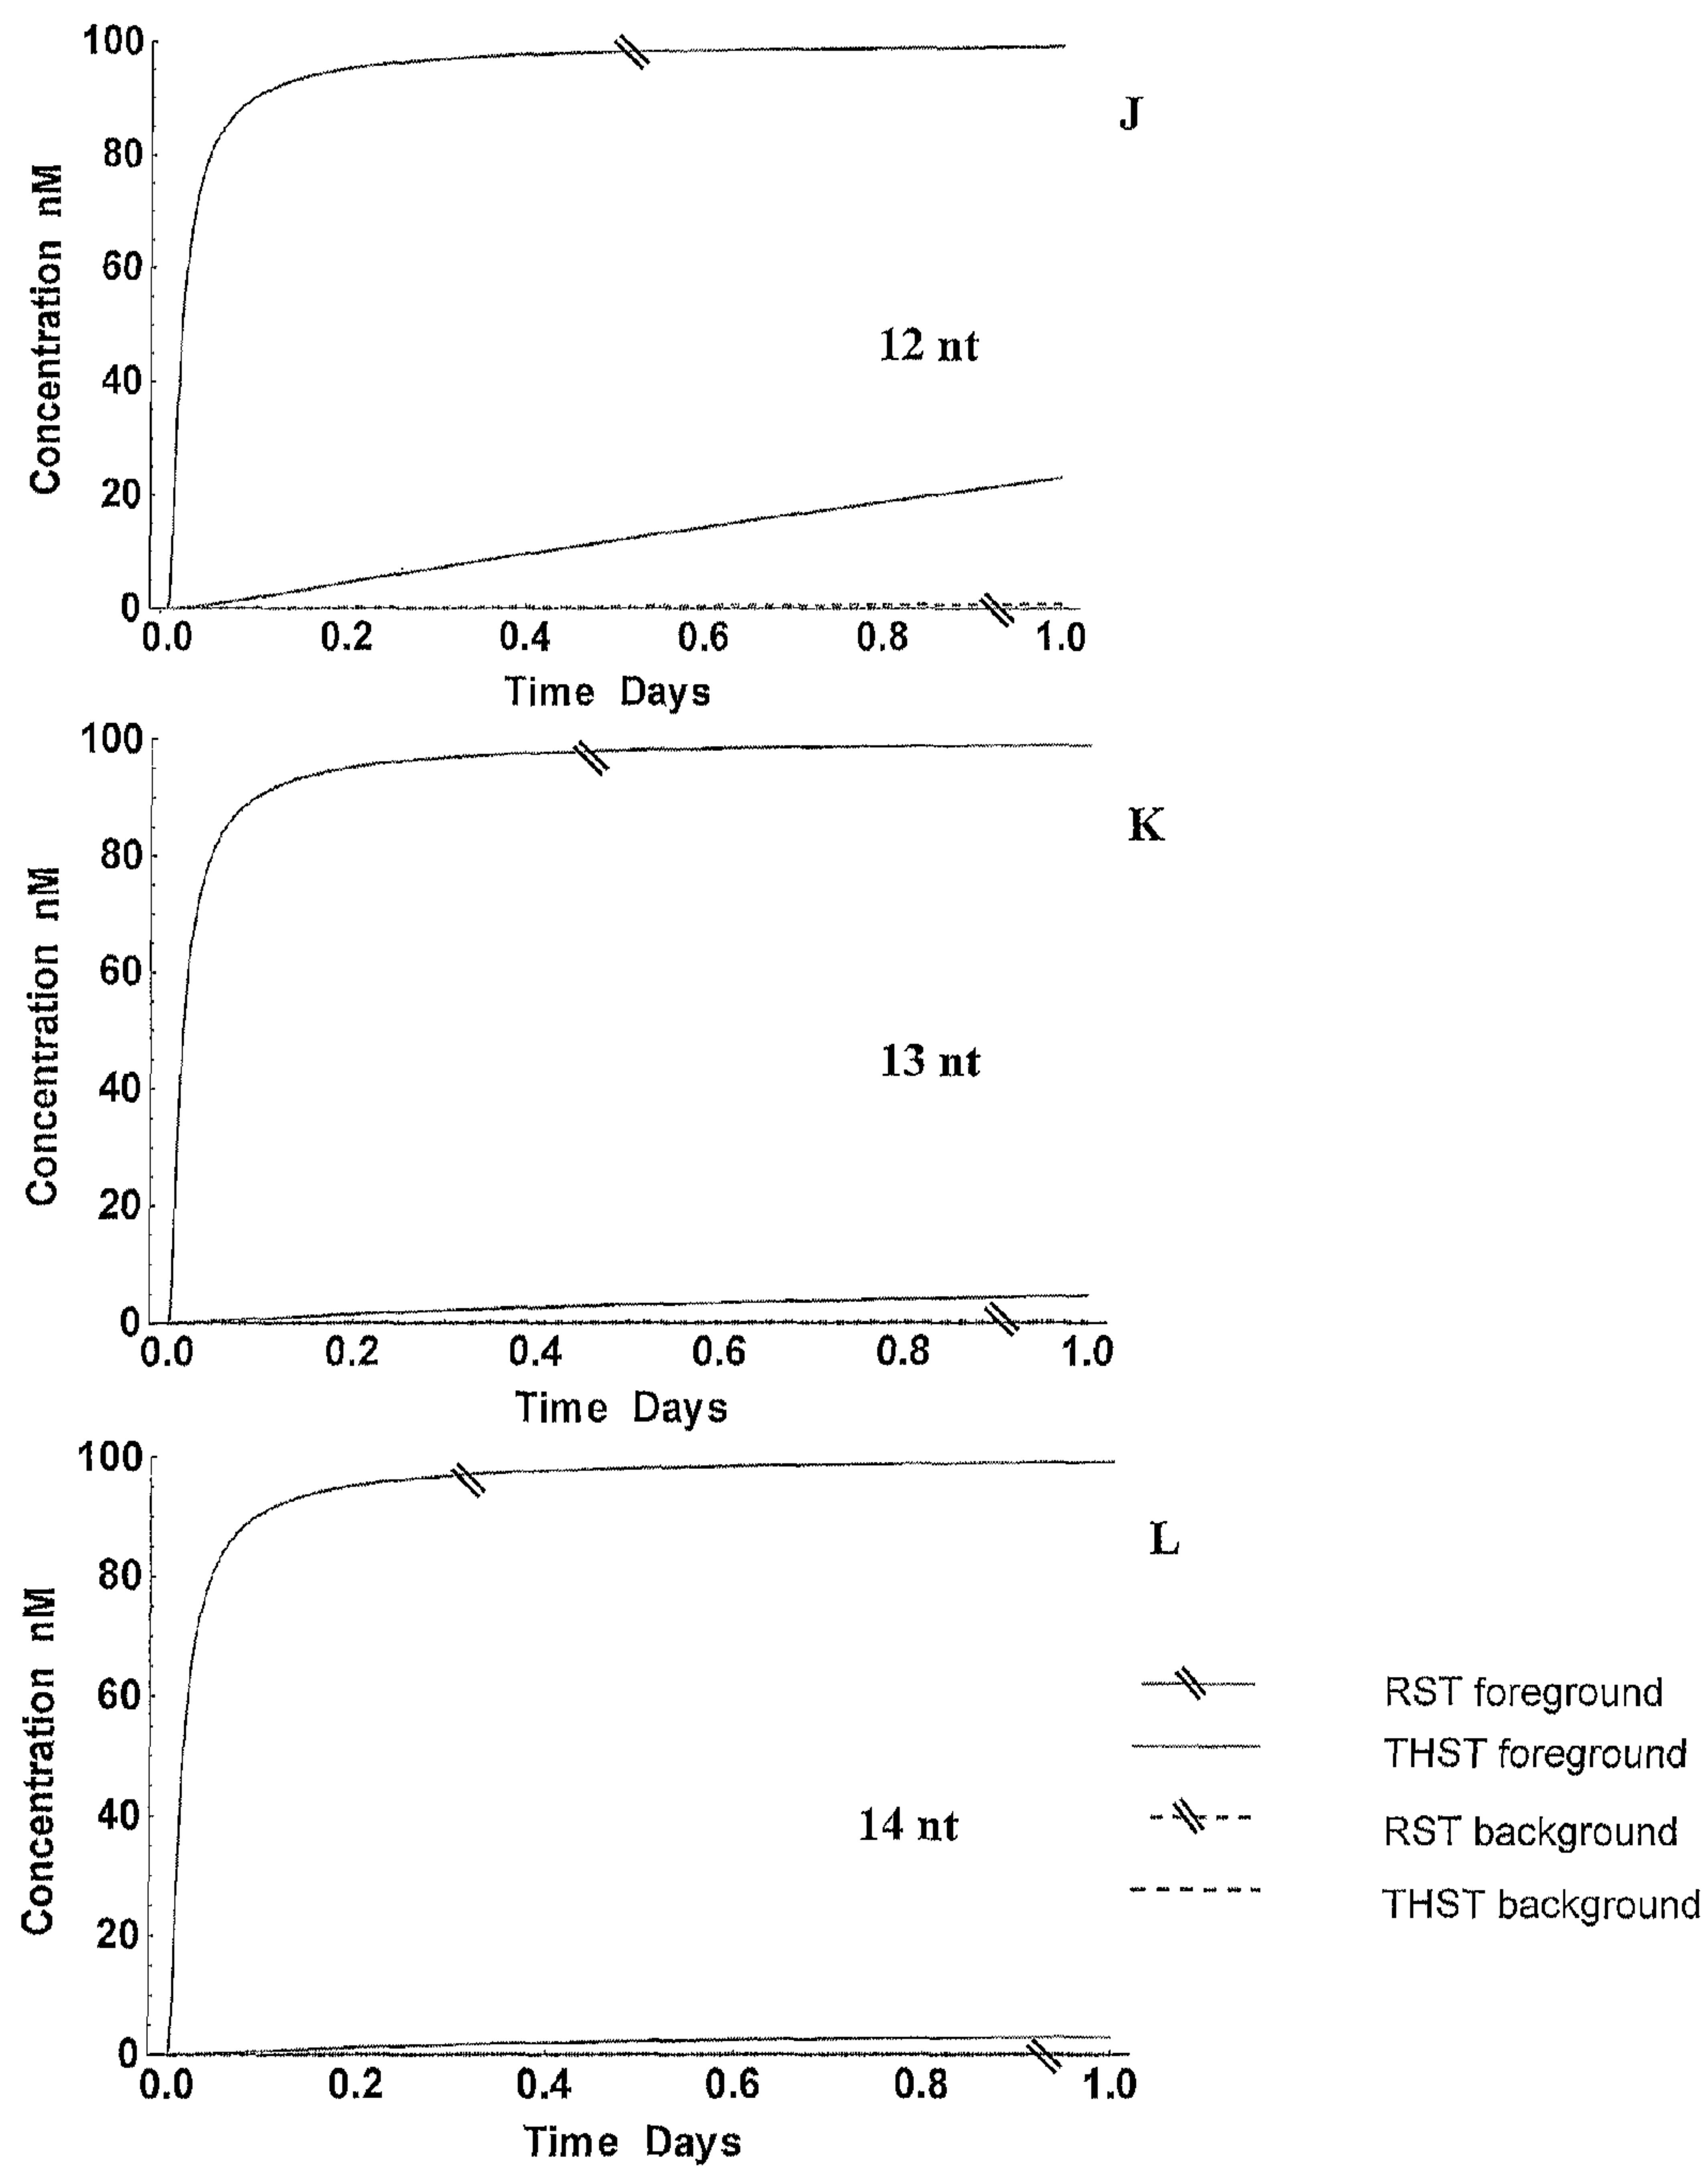 100
80
60
40
20
0
Concentration nM
0.0 0.2 0.4 0.6 0.8 1.0
Time Days
12 nt
J
100
80
60
40
20
0
Concentration nM
0.0 0.2 0.4 0.6 0.8 1.0
Time Days
13 nt
K
100
80
60
40
20
0
Concentration nM
0.0 0.2 0.4 0.6 0.8 1.0
Time Days
14 nt
L
RST foreground
THST foreground
RST background
THST background